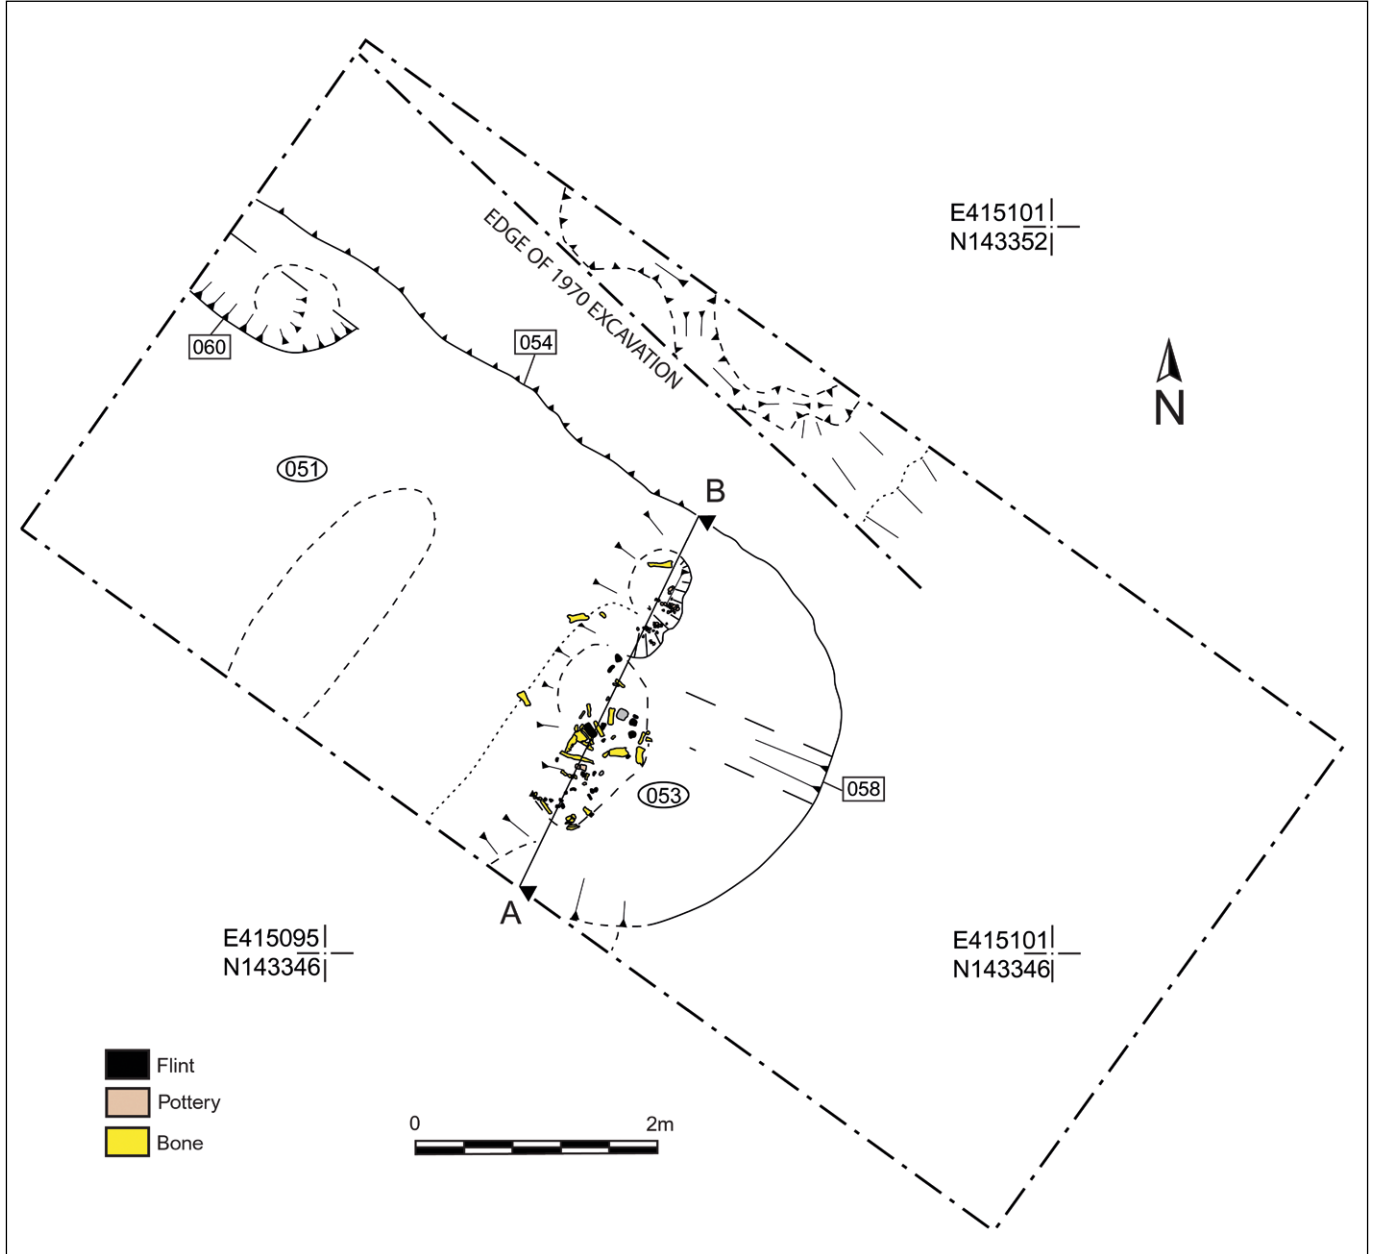 E415101
N143352
EDGE OF 1970 EXCAVATION
N
060
054
051
B
053
058
A
E415095
N143346
E415101
N143346
Flint
Pottery
Bone
0 2m